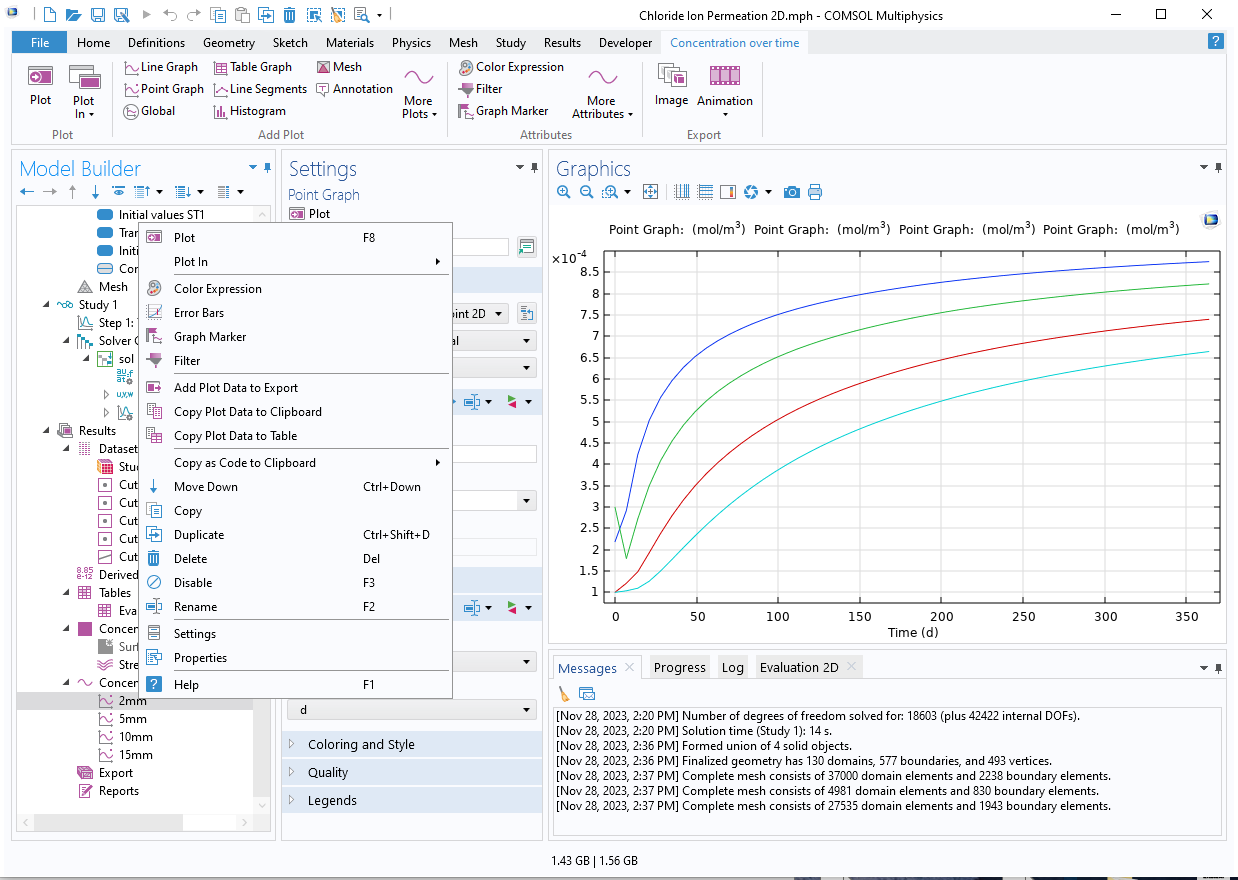 Chloride Ion Permeation 2D.mph - COMSOL Multiphysics
File Home Definitions Geometry Sketch Materials Physics Mesh Study Results Developer Concentration over time ?
Plot
Plot In
Plot
Line Graph Table Graph Mesh
Point Graph Line Segments Annotation
Global Histogram
More Plots
Add Plot
Color Expression
Filter
Graph Marker
More Attributes
Attributes
Image Animation
Export
Model Builder
Initial values ST1
Tran
Initi
Con
Mesh
Study 1
Step 1:
Solver C
sol
Results
Dataset
Stu
Cut
Cut
Cut
Cut
Cut
8.85
e-12 Derived
Tables
Eva
Concen
Surf
Stre
Concen
2mm
5mm
10mm
15mm
Export
Reports
Plot F8
Plot In
Color Expression
Error Bars
Graph Marker
Filter
Add Plot Data to Export
Copy Plot Data to Clipboard
Copy Plot Data to Table
Copy as Code to Clipboard
Move Down Ctrl+Down
Copy
Duplicate Ctrl+Shift+D
Delete Del
Disable F3
Rename F2
Settings
Properties
? Help F1
Settings
Point Graph
Plot
oint 2D
al
d
Coloring and Style
Quality
Legends
Graphics
Point Graph: (mol/m³) Point Graph: (mol/m³) Point Graph: (mol/m³) Point Graph: (mol/m³)
×10⁻⁴
8.5
8
7.5
7
6.5
6
5.5
5
4.5
4
3.5
3
2.5
2
1.5
1
0 50 100 150 200 250 300 350
Time (d)
Messages Progress Log Evaluation 2D
[Nov 28, 2023, 2:20 PM] Number of degrees of freedom solved for: 18603 (plus 42422 internal DOFs).
[Nov 28, 2023, 2:20 PM] Solution time (Study 1): 14 s.
[Nov 28, 2023, 2:36 PM] Formed union of 4 solid objects.
[Nov 28, 2023, 2:36 PM] Finalized geometry has 130 domains, 577 boundaries, and 493 vertices.
[Nov 28, 2023, 2:37 PM] Complete mesh consists of 37000 domain elements and 2238 boundary elements.
[Nov 28, 2023, 2:37 PM] Complete mesh consists of 4981 domain elements and 830 boundary elements.
[Nov 28, 2023, 2:37 PM] Complete mesh consists of 27535 domain elements and 1943 boundary elements.
1.43 GB | 1.56 GB